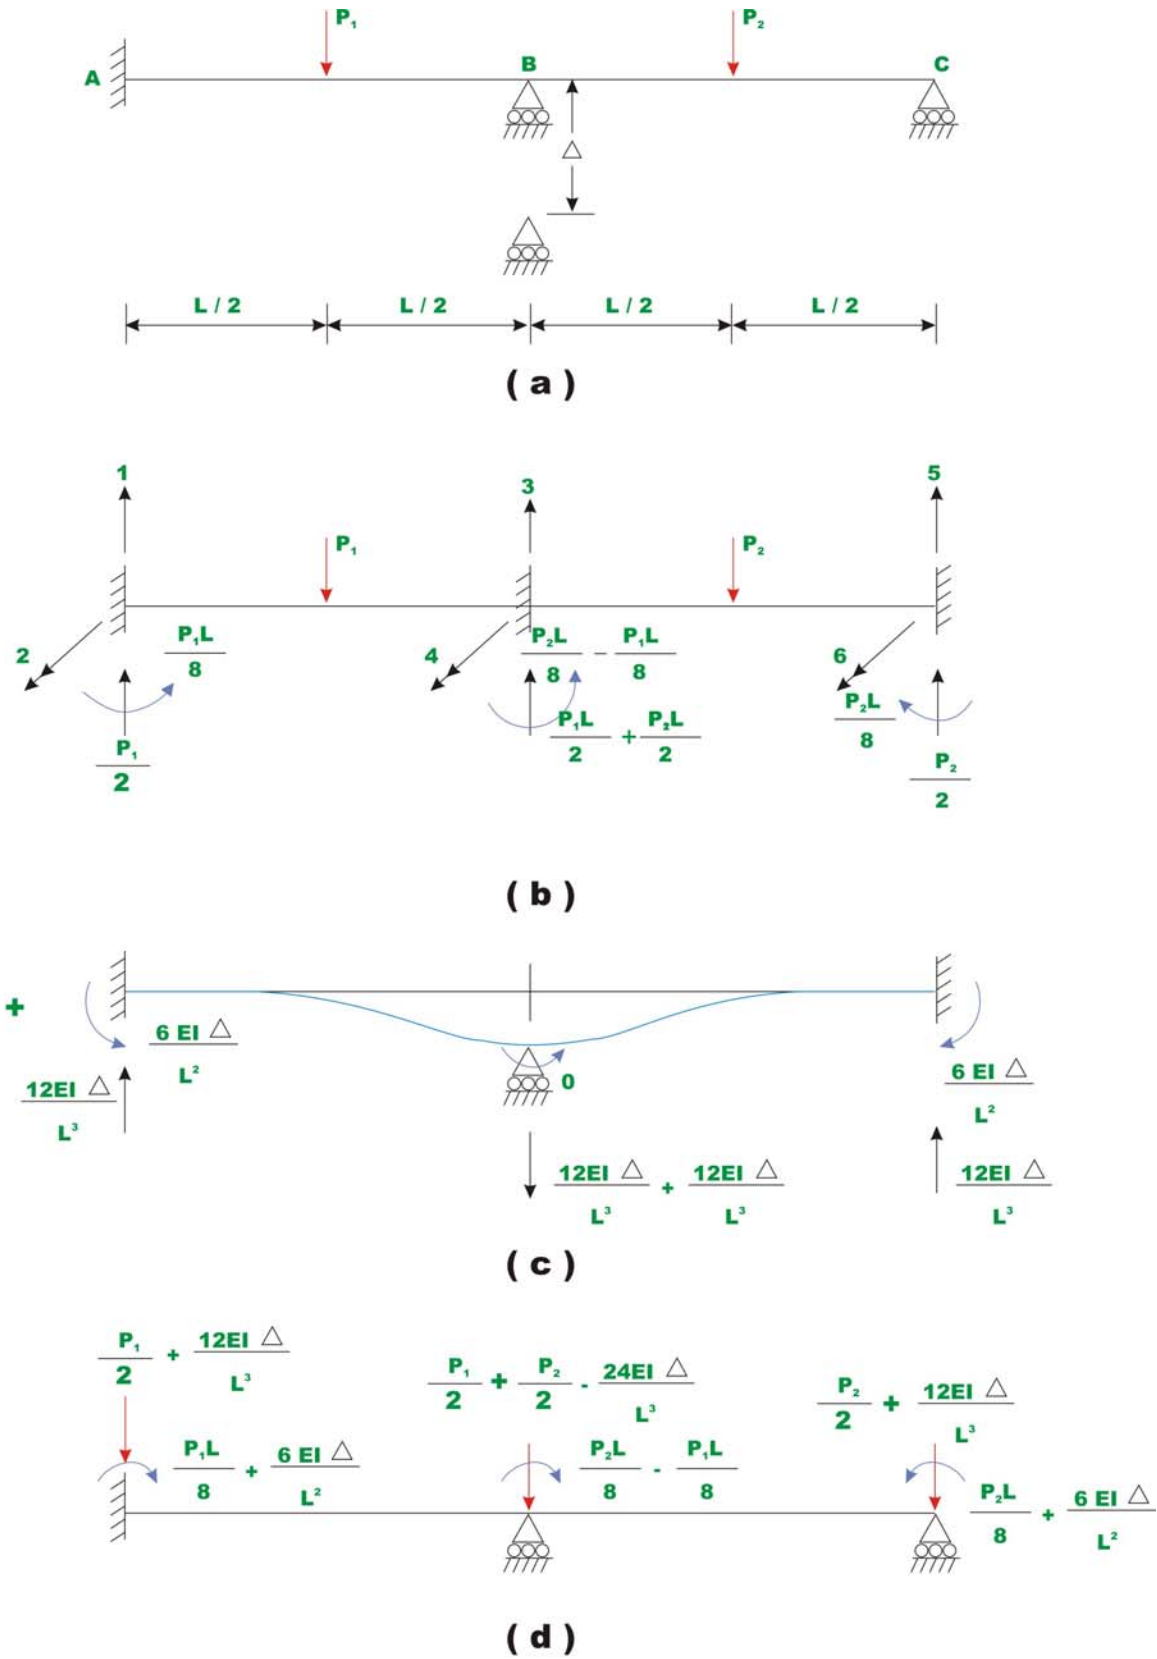 P₁ P₂
A B C
△
L / 2 L / 2 L / 2 L / 2
( a )
1 3 5
P₁ P₂
2 P₁L/8 4 P₂L/8 – P₁L/8 6
P₁/2 P₁L/2 + P₂L/2 P₂L/8 P₂/2
( b )
+
6 EI △/L² 0 6 EI △/L²
12EI △/L³ 12EI △/L³ + 12EI △/L³ 12EI △/L³
( c )
P₁/2 + 12EI △/L³ P₁/2 + P₂/2 - 24EI △/L³ P₂/2 + 12EI △/L³
P₁L/8 + 6 EI △/L² P₂L/8 - P₁L/8 P₂L/8 + 6 EI △/L²
( d )